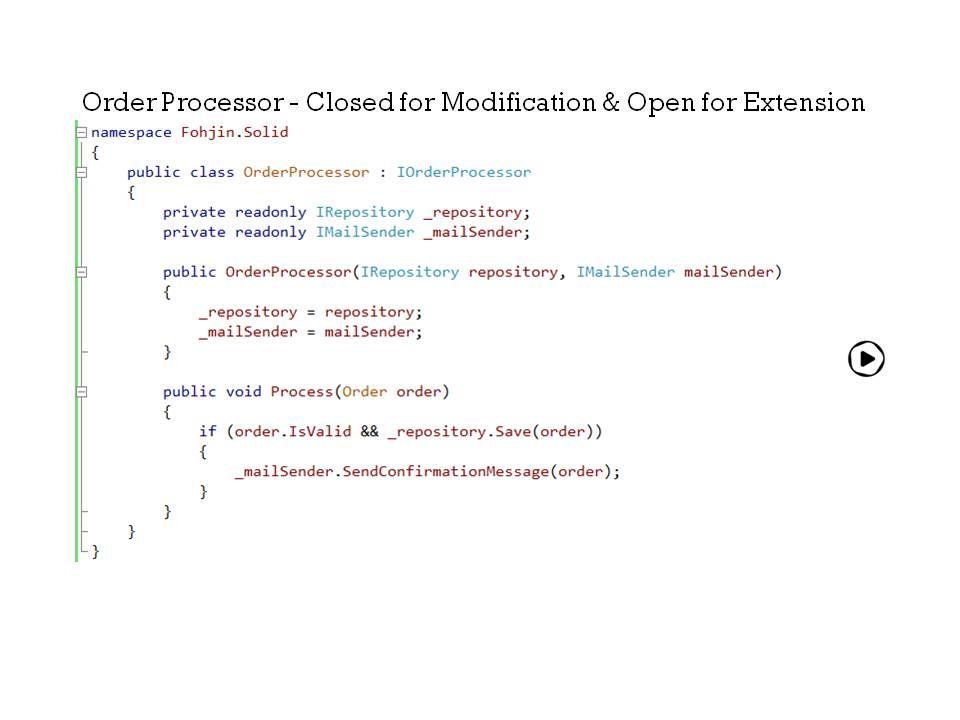 Order Processor - Closed for Modification & Open for Extension
namespace Fohjin.Solid
{
    public class OrderProcessor : IOrderProcessor
    {
        private readonly IRepository _repository;
        private readonly IMailSender _mailSender;
        public OrderProcessor(IRepository repository, IMailSender mailSender)
        {
            _repository = repository;
            _mailSender = mailSender;
        }
        public void Process(Order order)
        {
            if (order.IsValid && _repository.Save(order))
            {
                _mailSender.SendConfirmationMessage(order);
            }
        }
    }
}